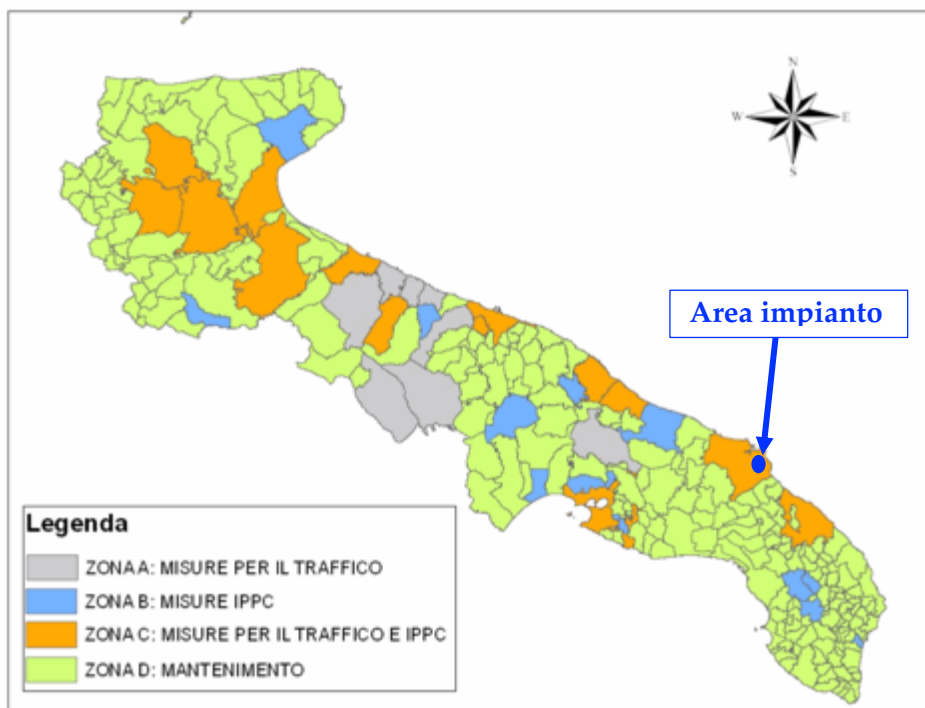 N
W
E
S
Area impianto
Legenda
ZONA A: MISURE PER IL TRAFFICO
ZONA B: MISURE IPPC
ZONA C: MISURE PER IL TRAFFICO E IPPC
ZONA D: MANTENIMENTO